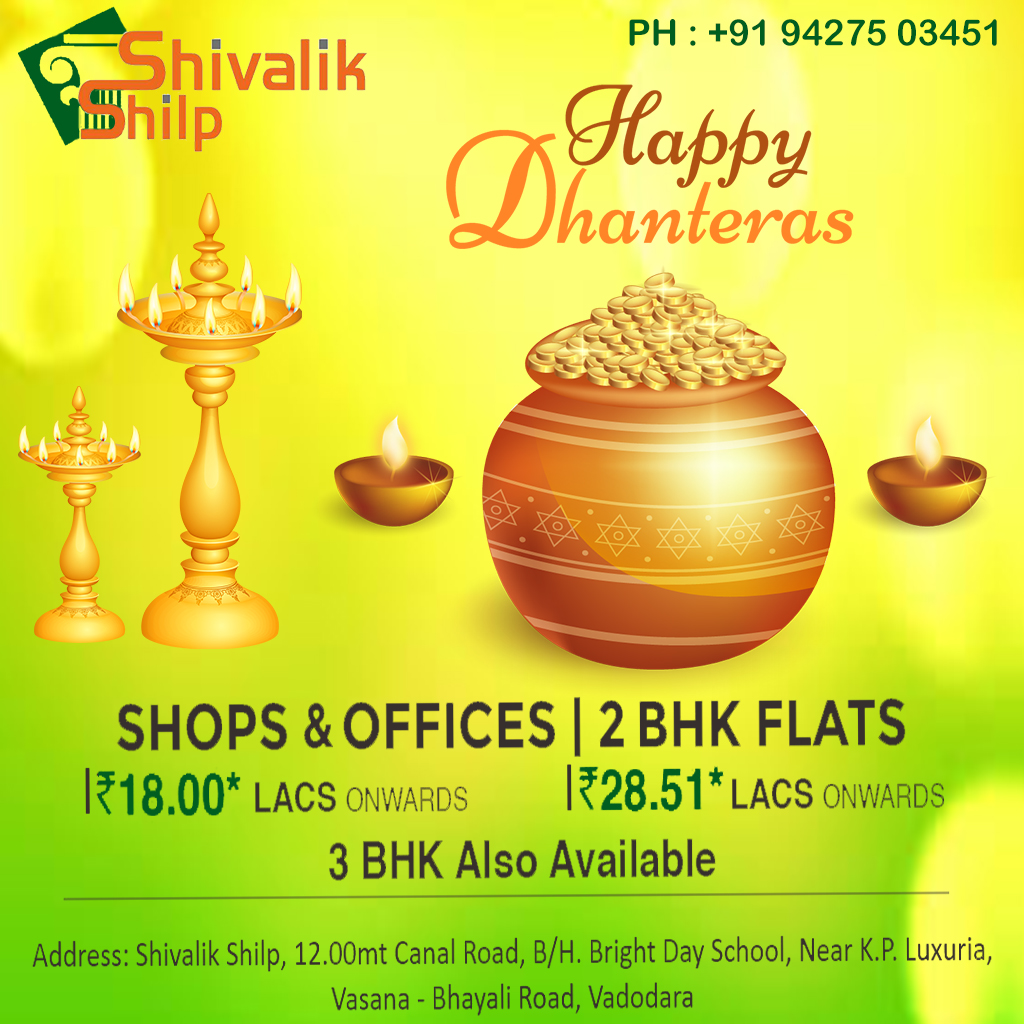 Shivalik
Shilp
PH : +91 94275 03451
Happy
Dhanteras
SHOPS & OFFICES | 2 BHK FLATS
|₹18.00* LACS ONWARDS |₹28.51* LACS ONWARDS
3 BHK Also Available
Address: Shivalik Shilp, 12.00mt Canal Road, B/H. Bright Day School, Near K.P. Luxuria,
Vasana - Bhayali Road, Vadodara